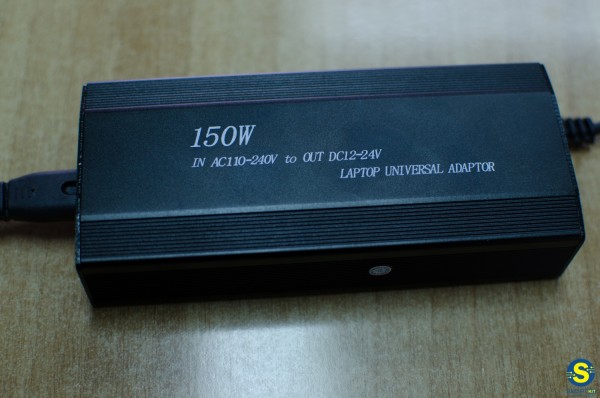 150W
IN AC110-240V to OUT DC12-24V
LAPTOP UNIVERSAL ADAPTOR
S